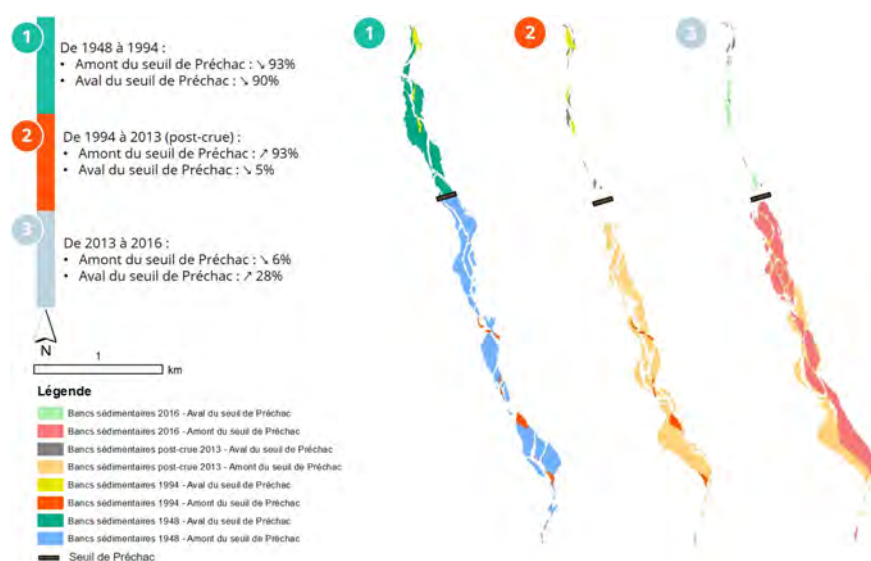 1
De 1948 à 1994 :
• Amont du seuil de Préchac : ↘ 93%
• Aval du seuil de Préchac : ↘ 90%
2
De 1994 à 2013 (post-crue) :
• Amont du seuil de Préchac : ↗ 93%
• Aval du seuil de Préchac : ↘ 5%
3
De 2013 à 2016 :
• Amont du seuil de Préchac : ↘ 6%
• Aval du seuil de Préchac : ↗ 28%
N
1
km
Légende
Bancs sédimentaires 2016 - Aval du seuil de Préchac
Bancs sédimentaires 2016 - Amont du seuil de Préchac
Bancs sédimentaires post-crue 2013 - Aval du seuil de Préchac
Bancs sédimentaires post-crue 2013 - Amont du seuil de Préchac
Bancs sédimentaires 1994 - Aval du seuil de Préchac
Bancs sédimentaires 1994 - Amont du seuil de Préchac
Bancs sédimentaires 1948 - Aval du seuil de Préchac
Bancs sédimentaires 1948 - Amont du seuil de Préchac
Seuil de Préchac
1
2
3